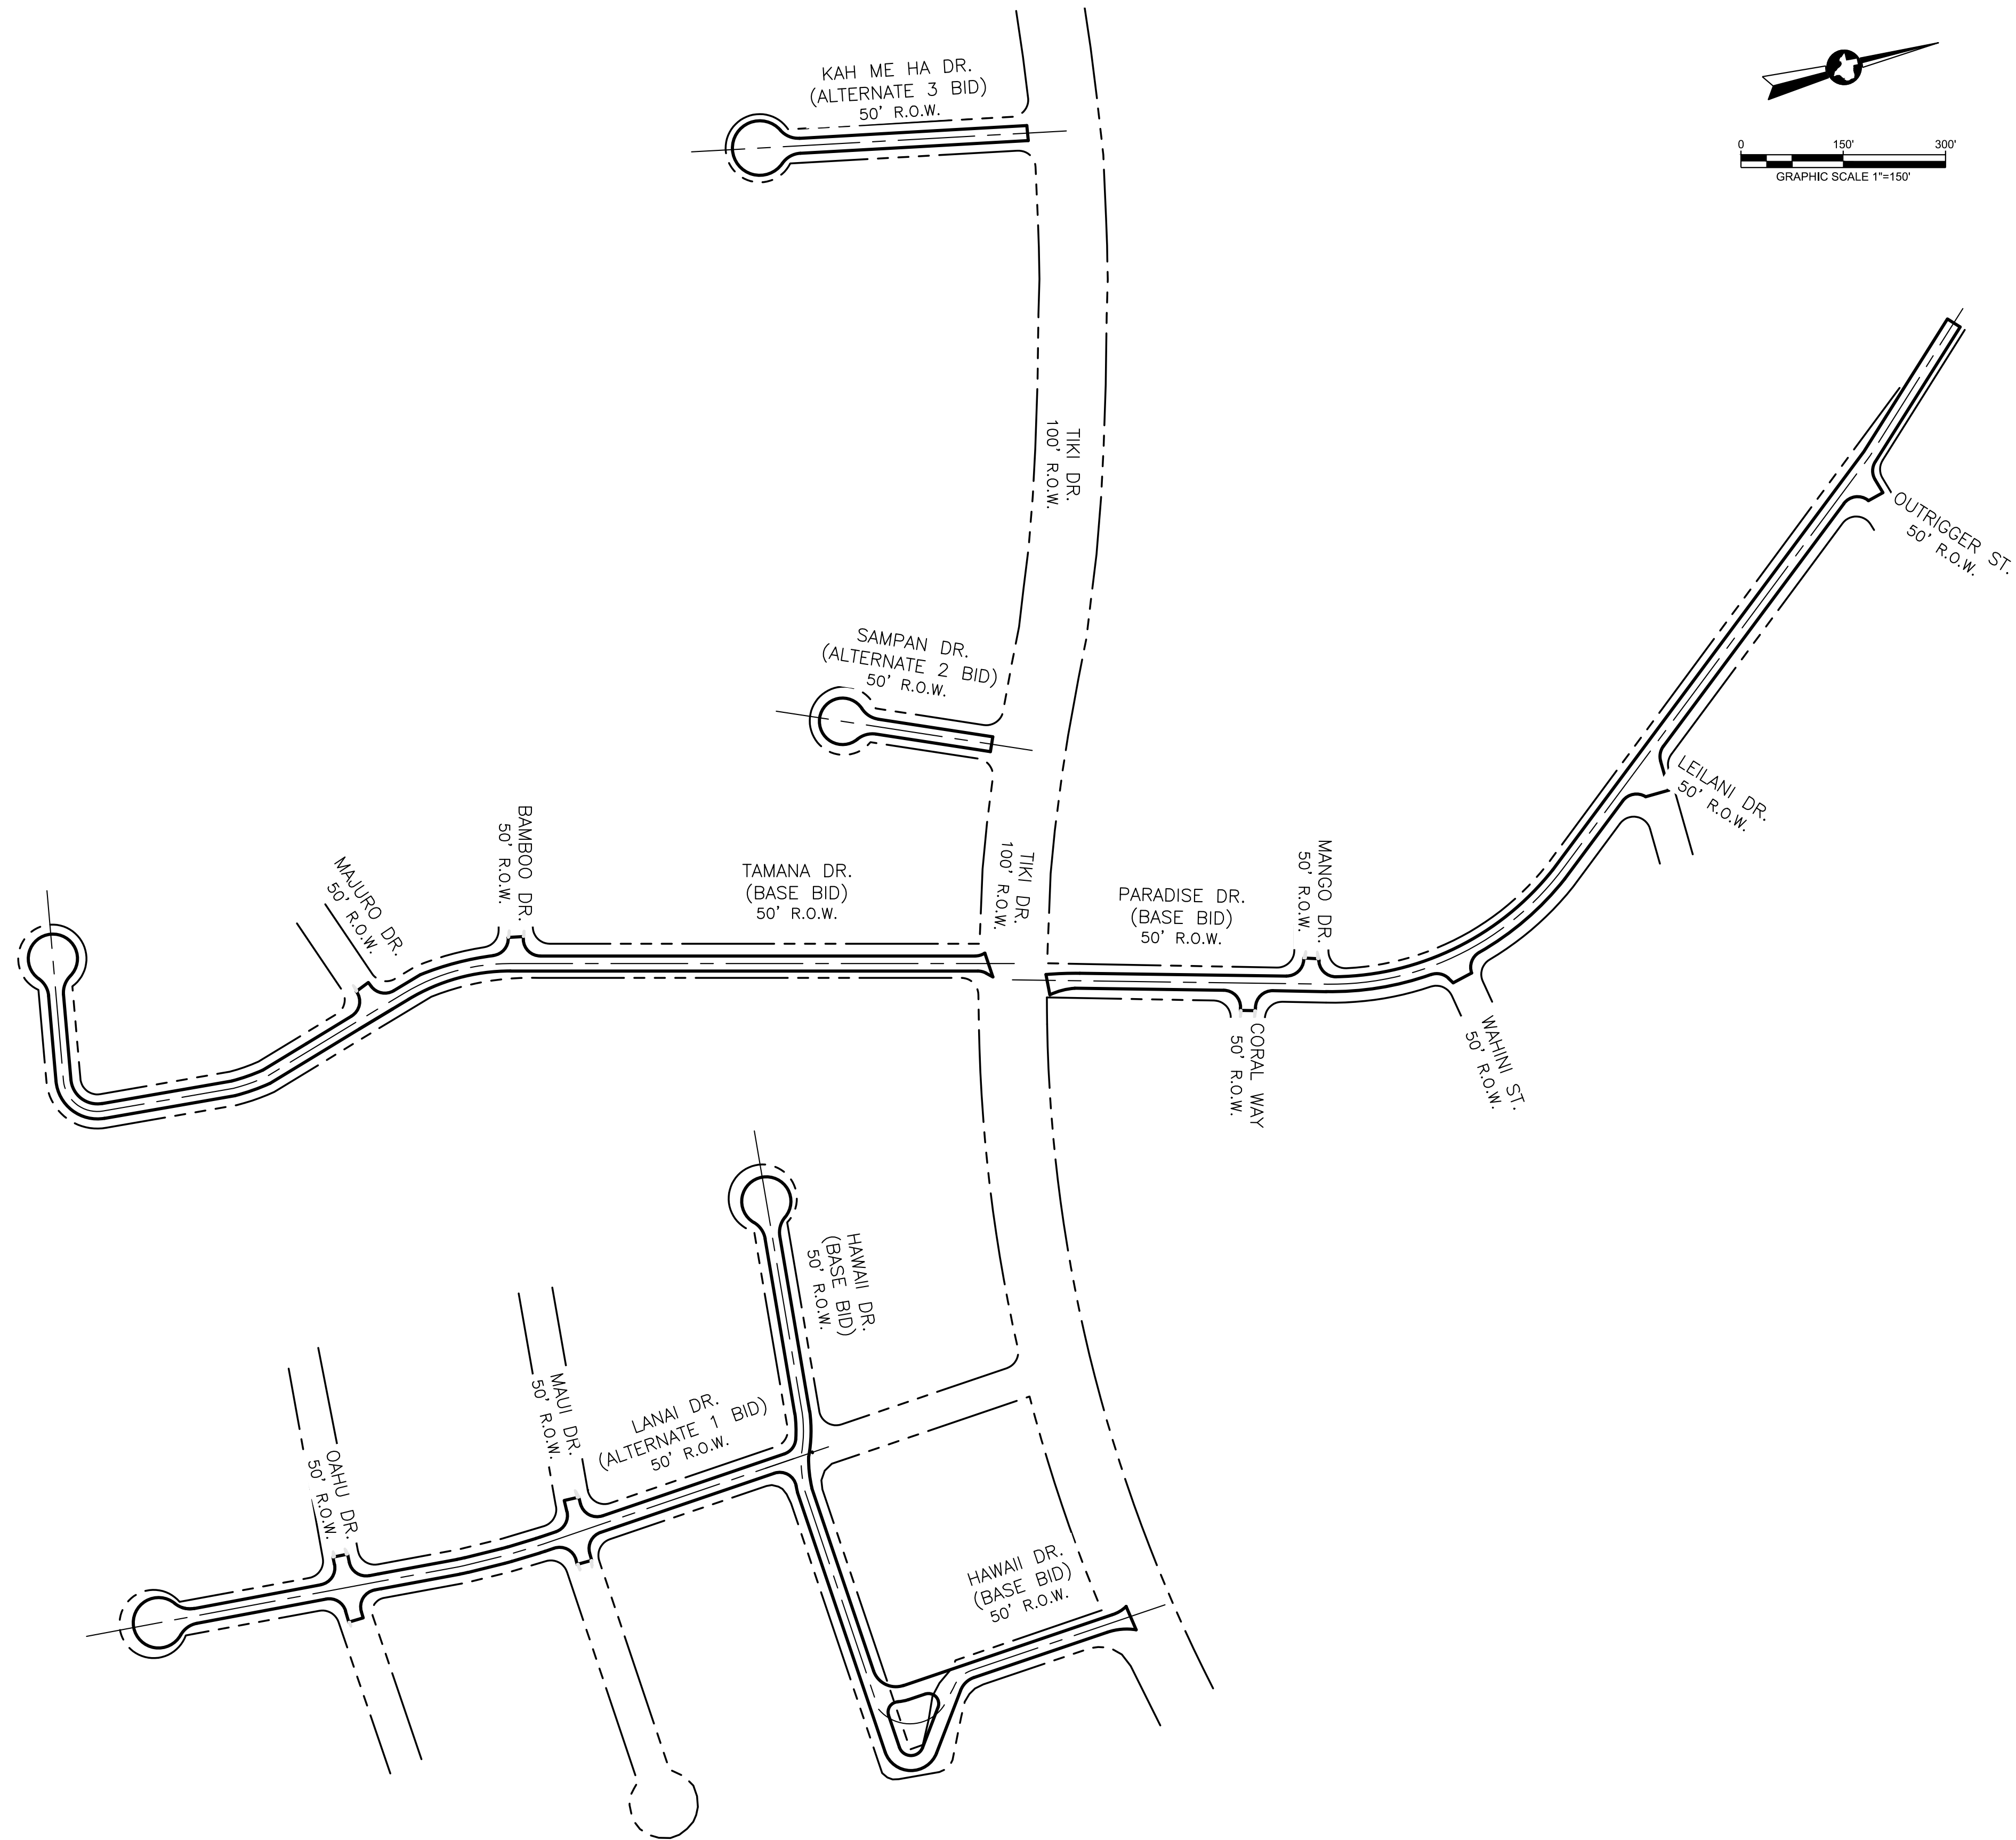 KAH ME HA DR.
(ALTERNATE 3 BID)
50' R.O.W.
0 150' 300'
GRAPHIC SCALE 1"=150'
TIKI DR.
100' R.O.W.
OUTRIGGER ST.
50' R.O.W.
SAMPAN DR.
(ALTERNATE 2 BID)
50' R.O.W.
LEILANI DR.
50' R.O.W.
MAJURO DR.
50' R.O.W.
BAMBOO DR.
50' R.O.W.
TAMANA DR.
(BASE BID)
50' R.O.W.
TIKI DR.
100' R.O.W.
PARADISE DR.
(BASE BID)
50' R.O.W.
MANGO DR.
50' R.O.W.
CORAL WAY
50' R.O.W.
WAHINI ST.
50' R.O.W.
HAWAII DR.
(BASE BID)
50' R.O.W.
OAHU DR.
50' R.O.W.
MAUI DR.
50' R.O.W.
LANAI DR.
(ALTERNATE 1 BID)
50' R.O.W.
HAWAII DR.
(BASE BID)
50' R.O.W.